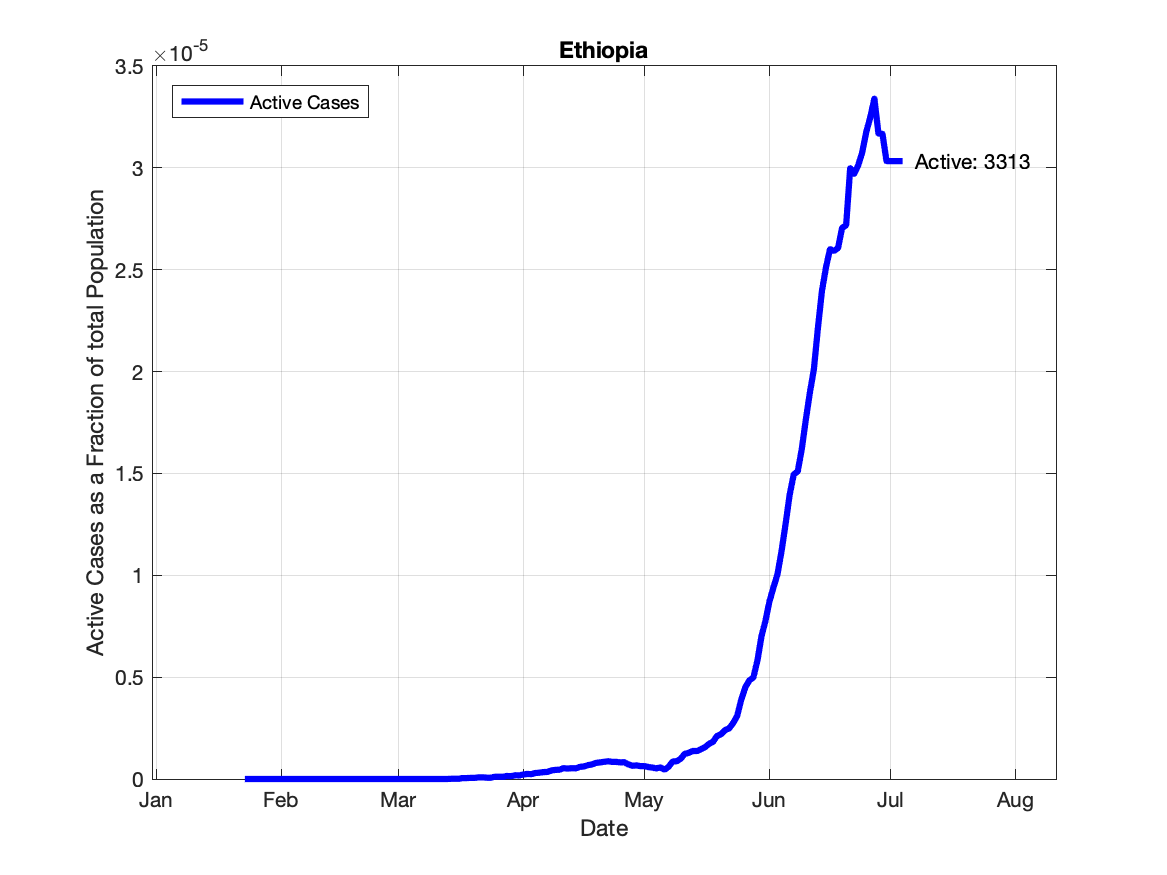 Ethiopia
×10-5
3.5
3
2.5
2
1.5
1
0.5
0
Active Cases as a Fraction of total Population
Active Cases
Active: 3313
Jan Feb Mar Apr May Jun Jul Aug
Date